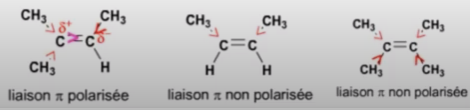 CH₃ CH₃
δ⁺ C=C δ⁻
CH₃ H
liaison π polarisée
CH₃ CH₃
C=C
H H
liaison π non polarisée
CH₃ CH₃
C=C
CH₃ CH₃
liaison π non polarisée